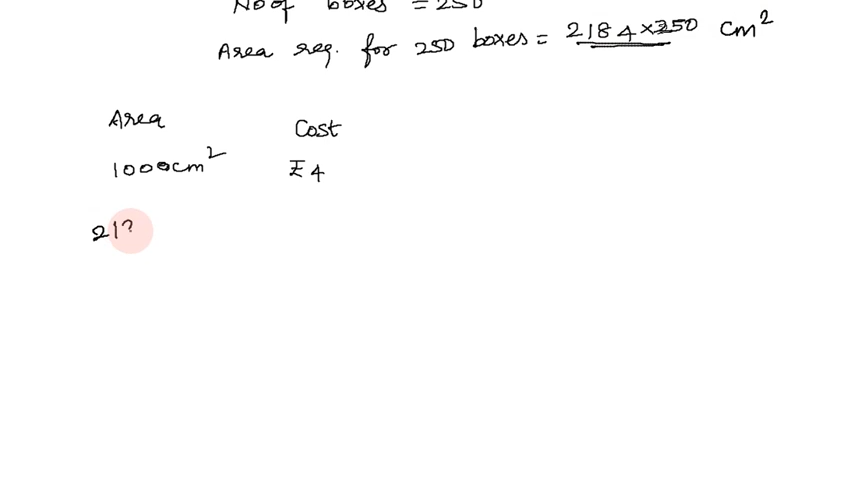 No of boxes = 250
Area req. for 250 boxes = 2184×250 cm²
Area Cost
1000cm² ₹4
21